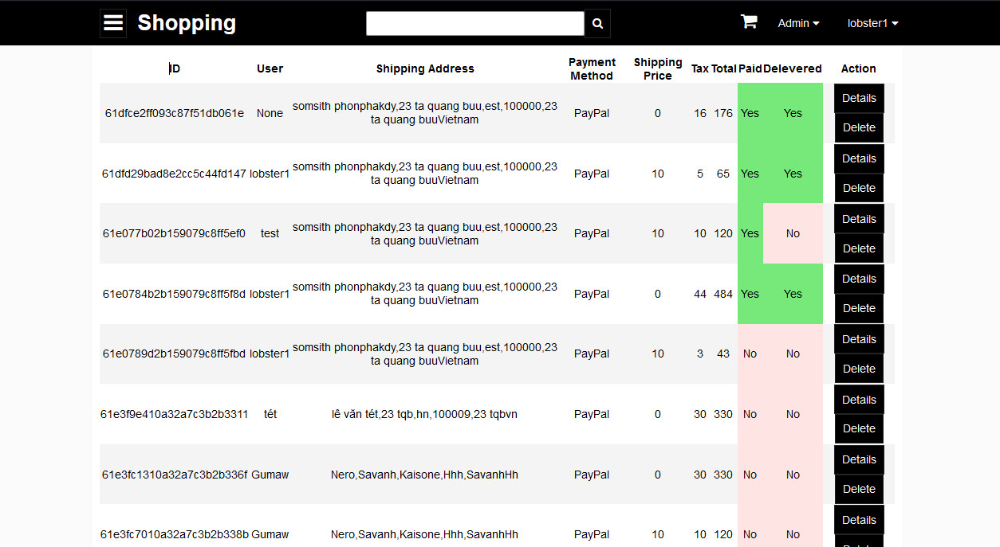 Shopping
Admin
lobster1
ID User Shipping Address Payment Method Shipping Price Tax Total Paid Delevered Action
61dfce2ff093c87f51db061e None somsith phonphakdy,23 ta quang buu,est,100000,23 ta quang buuVietnam PayPal 0 16 176 Yes Yes Details Delete
61dfd29bad8e2cc5c44fd147 lobster1 somsith phonphakdy,23 ta quang buu,est,100000,23 ta quang buuVietnam PayPal 10 5 65 Yes Yes Details Delete
61e077b02b159079c8ff5ef0 test somsith phonphakdy,23 ta quang buu,est,100000,23 ta quang buuVietnam PayPal 10 10 120 Yes No Details Delete
61e0784b2b159079c8ff5f8d lobster1 somsith phonphakdy,23 ta quang buu,est,100000,23 ta quang buuVietnam PayPal 0 44 484 Yes Yes Details Delete
61e0789d2b159079c8ff5fbd lobster1 somsith phonphakdy,23 ta quang buu,est,100000,23 ta quang buuVietnam PayPal 10 3 43 No No Details Delete
61e3f9e410a32a7c3b2b3311 tét lê văn tét,23 tqb,hn,100009,23 tqbvn PayPal 0 30 330 No No Details Delete
61e3fc1310a32a7c3b2b336f Gumaw Nero,Savanh,Kaisone,Hhh,SavanhHh PayPal 0 30 330 No No Details Delete
61e3fc7010a32a7c3b2b338b Gumaw Nero,Savanh,Kaisone,Hhh,SavanhHh PayPal 10 10 120 No No Details